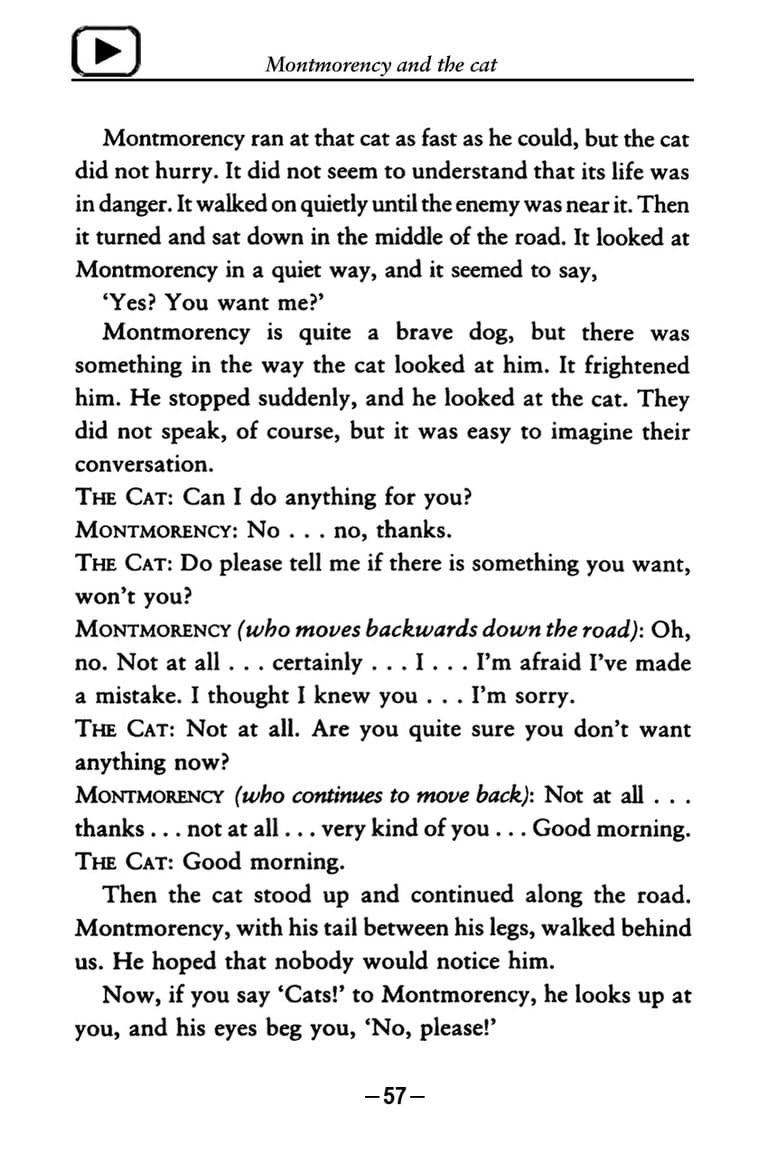 Montmorency and the cat
Montmorency ran at that cat as fast as he could, but the cat
did not hurry. It did not seem to understand that its life was
in danger. It walked on quietly until the enemy was near it. Then
it turned and sat down in the middle of the road. It looked at
Montmorency in a quiet way, and it seemed to say,
‘Yes? You want me?’
Montmorency is quite a brave dog, but there was
something in the way the cat looked at him. It frightened
him. He stopped suddenly, and he looked at the cat. They
did not speak, of course, but it was easy to imagine their
conversation.
THE CAT: Can I do anything for you?
MONTMORENCY: No . . . no, thanks.
THE CAT: Do please tell me if there is something you want,
won’t you?
MONTMORENCY (who moves backwards down the road): Oh,
no. Not at all . . . certainly . . . I . . . I’m afraid I’ve made
a mistake. I thought I knew you . . . I’m sorry.
THE CAT: Not at all. Are you quite sure you don’t want
anything now?
MONTMORENCY (who continues to move back): Not at all . . .
thanks . . . not at all . . . very kind of you . . . Good morning.
THE CAT: Good morning.
Then the cat stood up and continued along the road.
Montmorency, with his tail between his legs, walked behind
us. He hoped that nobody would notice him.
Now, if you say ‘Cats!’ to Montmorency, he looks up at
you, and his eyes beg you, ‘No, please!’
–57–